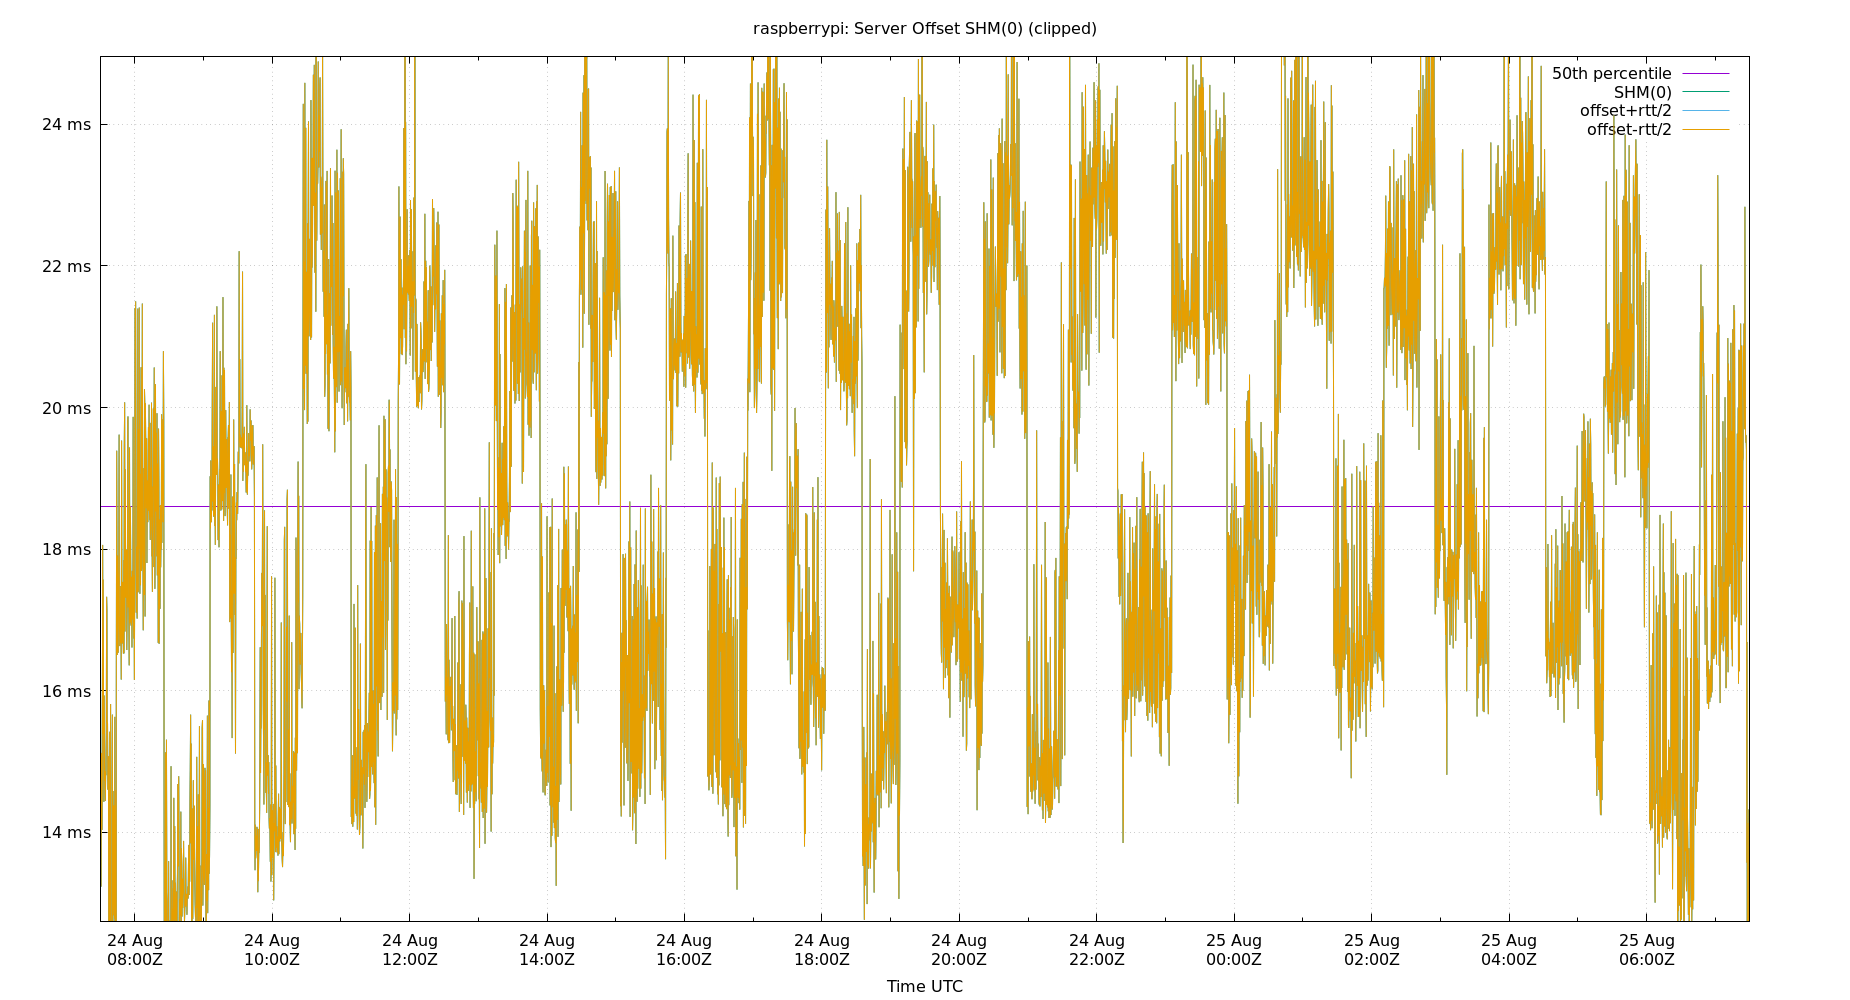 raspberrypi: Server Offset SHM(0) (clipped)
50th percentile
SHM(0)
offset+rtt/2
offset-rtt/2
24 ms
22 ms
20 ms
18 ms
16 ms
14 ms
24 Aug 24 Aug 24 Aug 24 Aug 24 Aug 24 Aug 24 Aug 24 Aug 25 Aug 25 Aug 25 Aug 25 Aug
08:00Z 10:00Z 12:00Z 14:00Z 16:00Z 18:00Z 20:00Z 22:00Z 00:00Z 02:00Z 04:00Z 06:00Z
Time UTC